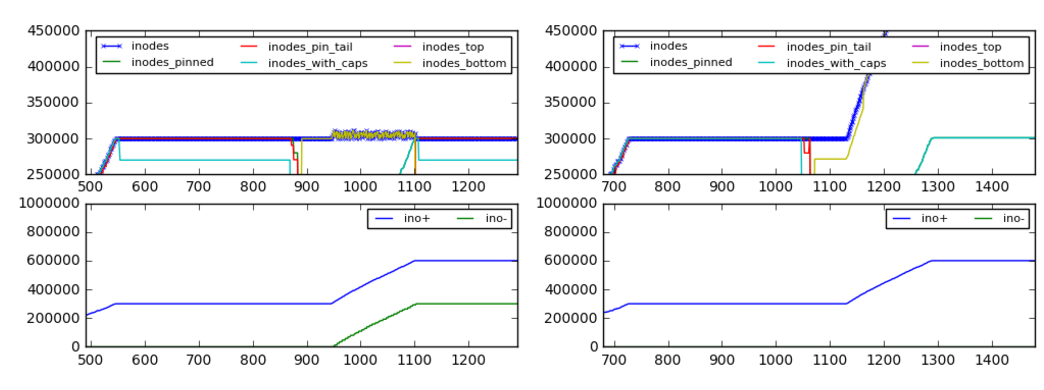 450000
inodes inodes_pin_tail inodes_top
inodes_pinned inodes_with_caps inodes_bottom
400000
350000
300000
250000
500 600 700 800 900 1000 1100 1200
450000
inodes inodes_pin_tail inodes_top
inodes_pinned inodes_with_caps inodes_bottom
400000
350000
300000
250000
700 800 900 1000 1100 1200 1300 1400
1000000
ino+ ino-
800000
600000
400000
200000
0
500 600 700 800 900 1000 1100 1200
1000000
ino+ ino-
800000
600000
400000
200000
0
700 800 900 1000 1100 1200 1300 1400